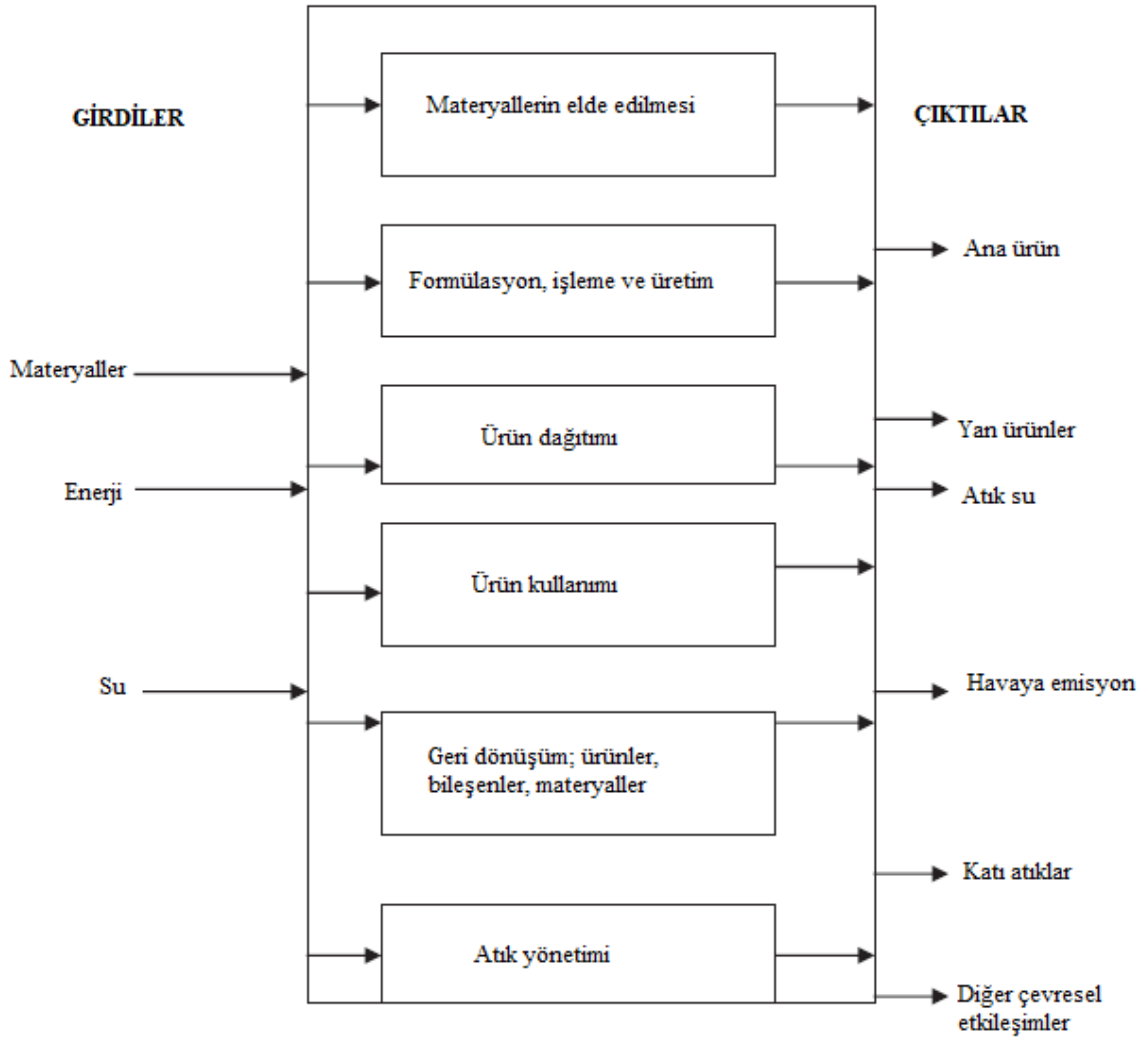 GİRDİLER
Materyallerin elde edilmesi
ÇIKTILAR
Ana ürün
Formülasyon, işleme ve üretim
Materyaller
Ürün dağıtımı
Yan ürünler
Enerji
Atık su
Ürün kullanımı
Su
Havaya emisyon
Geri dönüşüm; ürünler,
bileşenler, materyaller
Katı atıklar
Atık yönetimi
Diğer çevresel
etkileşimler